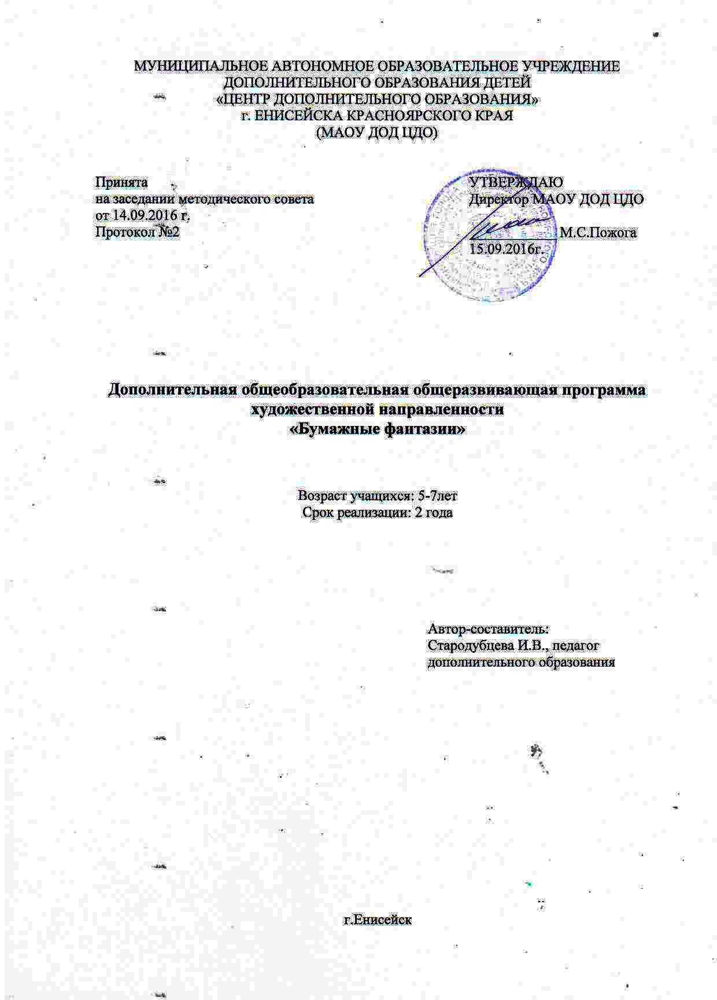 МУНИЦИПАЛЬНОЕ АВТОНОМНОЕ ОБРАЗОВАТЕЛЬНОЕ УЧРЕЖДЕНИЕ
ДОПОЛНИТЕЛЬНОГО ОБРАЗОВАНИЯ ДЕТЕЙ
«ЦЕНТР ДОПОЛНИТЕЛЬНОГО ОБРАЗОВАНИЯ»
г. ЕНИСЕЙСКА КРАСНОЯРСКОГО КРАЯ
(МАОУ ДОД ЦДО)
Принята
на заседании методического совета
от 14.09.2016 г.
Протокол №2
УТВЕРЖДАЮ
Директор МАОУ ДОД ЦДО
М.С.Пожога
15.09.2016г.
Дополнительная общеобразовательная общеразвивающая программа
художественной направленности
«Бумажные фантазии»
Возраст учащихся: 5-7лет
Срок реализации: 2 года
Автор-составитель:
Стародубцева И.В., педагог
дополнительного образования
г.Енисейск